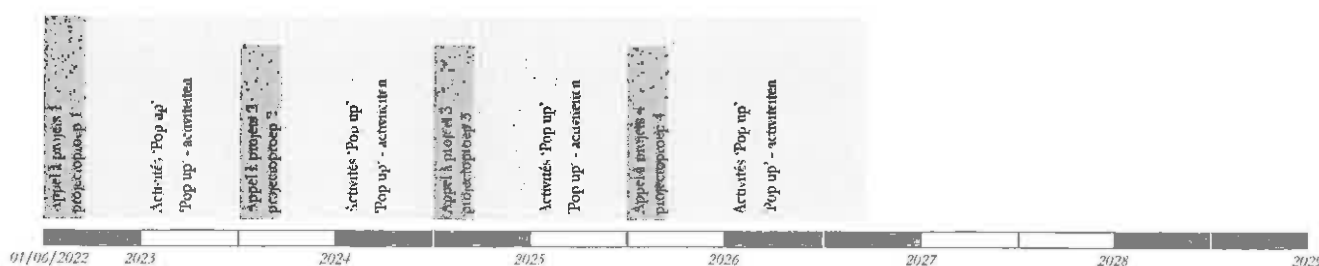 Appel à projets 1
projectoproep 1
Activités 'Pop up'
'Pop up' - activiteiten
Appel à projets 2
projectoproep 2
Activités 'Pop up'
'Pop up' - activiteiten
Appel à projet 3
projectoproep 3
Activités 'Pop up'
'Pop up' - activiteiten
Appel à projets 4
projectoproep 4
Activités 'Pop up'
'Pop up' - activiteiten
01/06/2022 2023 2024 2025 2026 2027 2028 2029